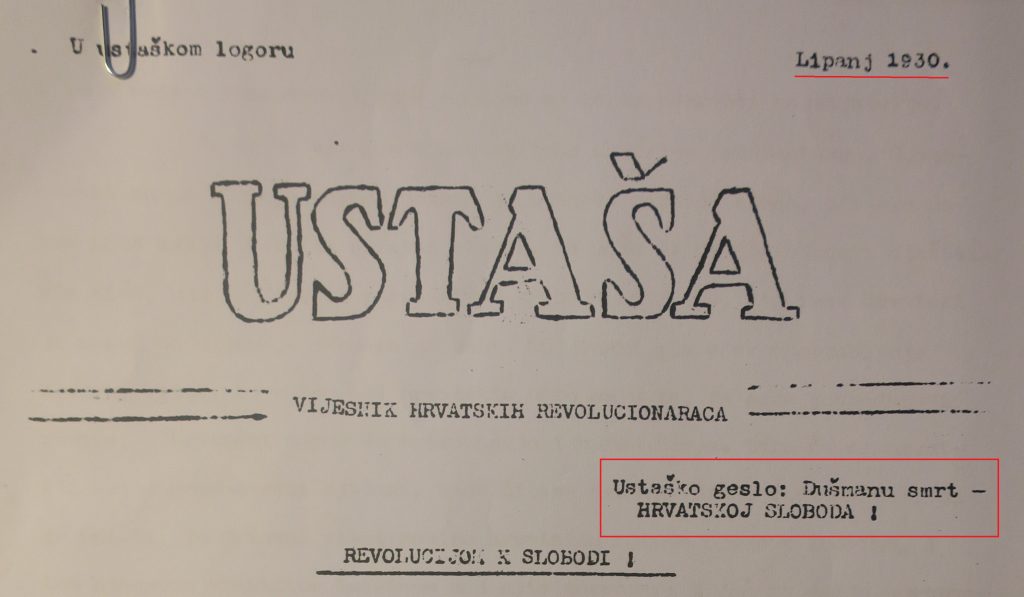 U ustaškom logoru
Lipanj 1930.
USTAŠA
VIJESNIK HRVATSKIH REVOLUCIONARACA
Ustaško geslo: Dušmanu smrt -
HRVATSKOJ SLOBODA !
REVOLUCIJOM K SLOBODI !